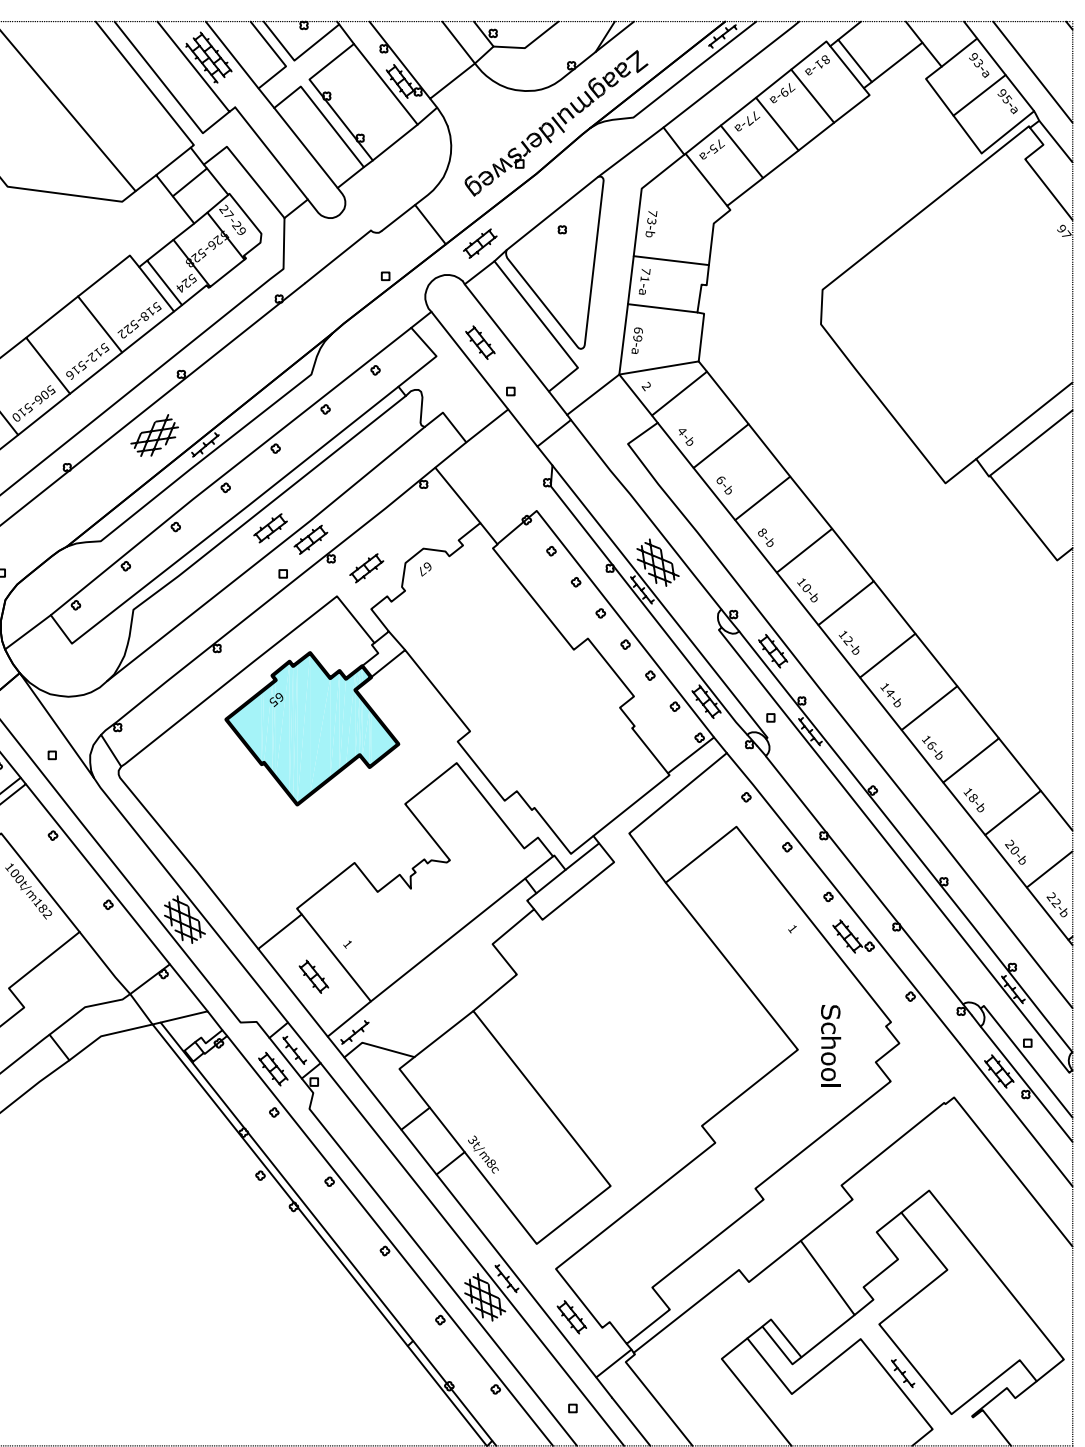 Zaagmuldersweg
81-a
79-a
77-a
75-a
93-a
95-a
97
73-b
71-a
69-a
27-29
526-528
524
518-522
512-516
506-510
2
4-b
6-b
8-b
10-b
12-b
14-b
16-b
18-b
20-b
22-b
67
65
100t/m182
1
1
School
3t/m8c